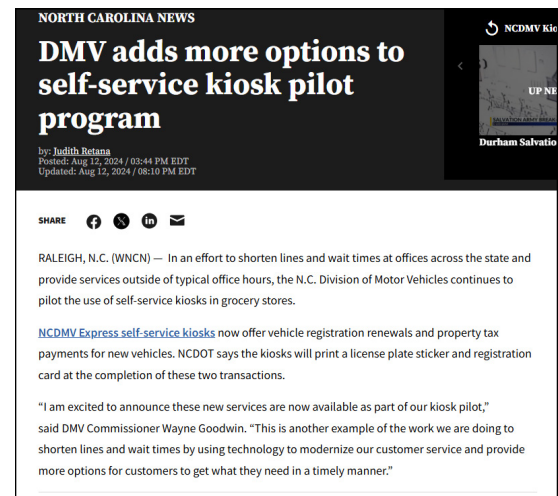 NORTH CAROLINA NEWS
DMV adds more options to
self-service kiosk pilot
program
by: Judith Retana
Posted: Aug 12, 2024 / 03:44 PM EDT
Updated: Aug 12, 2024 / 08:10 PM EDT
NCDMV Kio
UP NE
SALVATION ARMY BREAK
Durham Salvatio
SHARE
RALEIGH, N.C. (WNCN) — In an effort to shorten lines and wait times at offices across the state and
provide services outside of typical office hours, the N.C. Division of Motor Vehicles continues to
pilot the use of self-service kiosks in grocery stores.
NCDMV Express self-service kiosks now offer vehicle registration renewals and property tax
payments for new vehicles. NCDOT says the kiosks will print a license plate sticker and registration
card at the completion of these two transactions.
“I am excited to announce these new services are now available as part of our kiosk pilot,”
said DMV Commissioner Wayne Goodwin. “This is another example of the work we are doing to
shorten lines and wait times by using technology to modernize our customer service and provide
more options for customers to get what they need in a timely manner.”